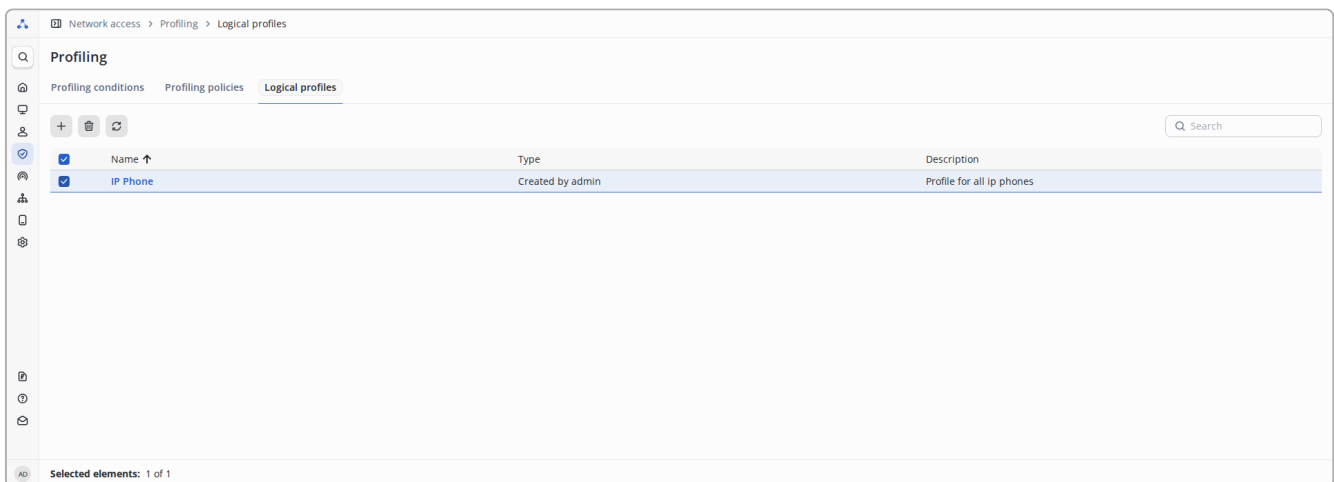 Network access > Profiling > Logical profiles
Profiling
Profiling conditions Profiling policies Logical profiles
Search
Name Type Description
IP Phone Created by admin Profile for all ip phones
AD
Selected elements: 1 of 1